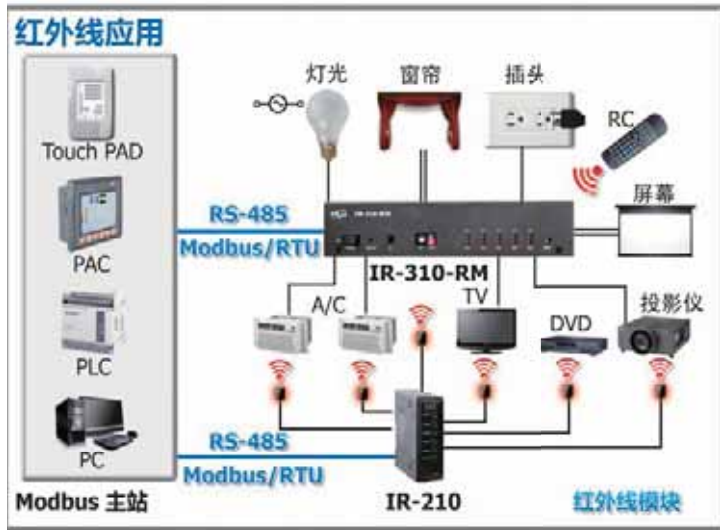 红外线应用
灯光
窗帘
插头
RC
Touch PAD
屏幕
RS-485
Modbus/RTU
PAC
IR-310-RM
A/C
TV
投影仪
DVD
PLC
RS-485
Modbus/RTU
PC
Modbus 主站
IR-210
红外线模块